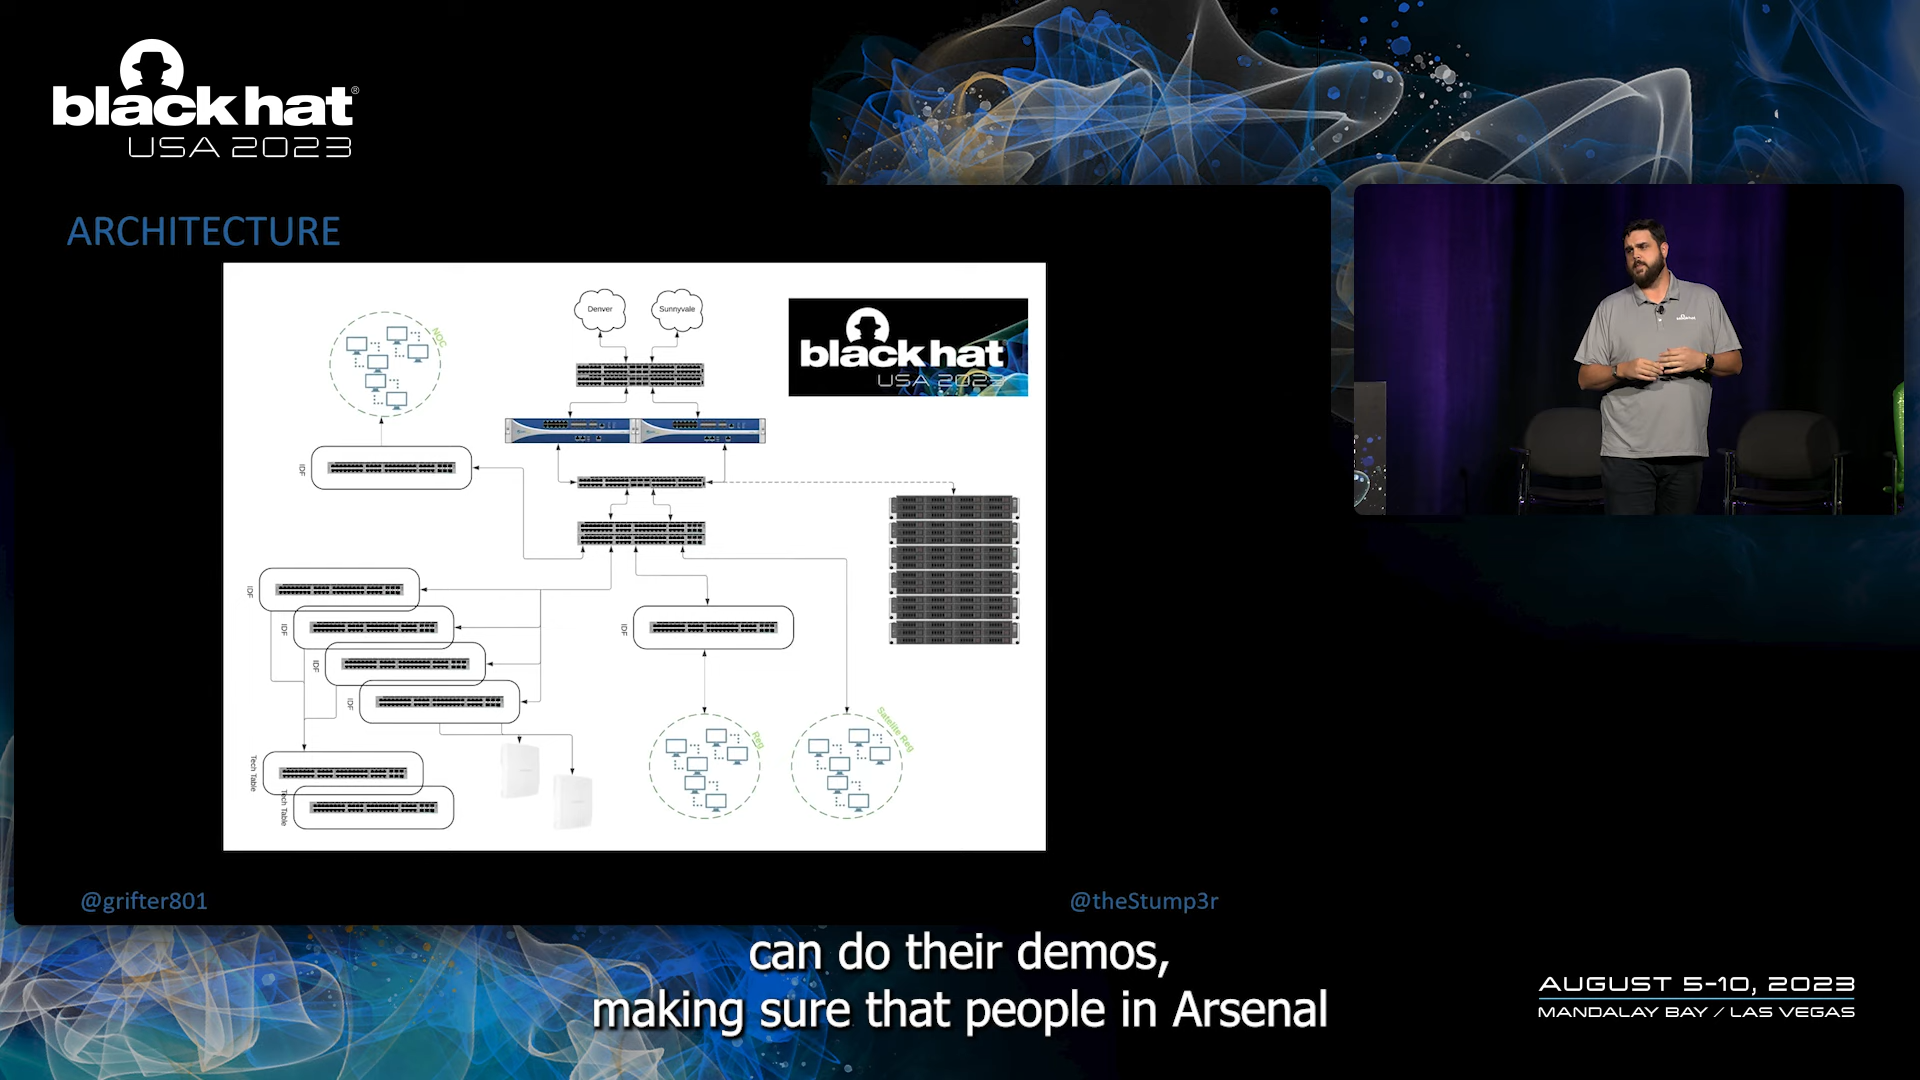 black hat®
USA 2023
ARCHITECTURE
Denver
Sunnyvale
NOC
black hat
USA 2023
IDF
IDF
IDF
IDF
IDF
IDF
Tech Table
Tech Table
Reg
Satellite Reg
@grifter801
@theStump3r
black hat
can do their demos,
making sure that people in Arsenal
AUGUST 5-10, 2023
MANDALAY BAY / LAS VEGAS